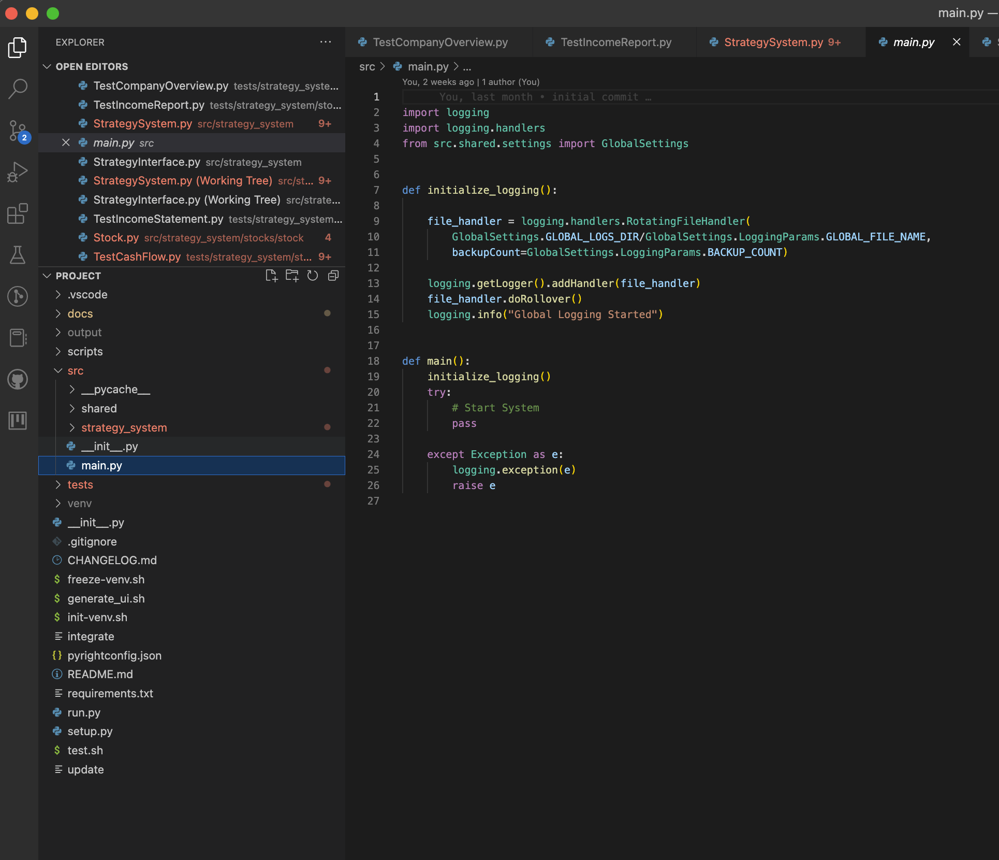 main.py —
EXPLORER
OPEN EDITORS
TestCompanyOverview.py tests/strategy_syste...
TestIncomeReport.py tests/strategy_system/sto...
StrategySystem.py src/strategy_system 9+
main.py src
StrategyInterface.py src/strategy_system
StrategySystem.py (Working Tree) src/st... 9+
StrategyInterface.py (Working Tree) src/strate...
TestIncomeStatement.py tests/strategy_system...
Stock.py src/strategy_system/stocks/stock 4
TestCashFlow.py tests/strategy_system/st... 9+
PROJECT
.vscode
docs
output
scripts
src
__pycache__
shared
strategy_system
__init__.py
main.py
tests
venv
__init__.py
.gitignore
CHANGELOG.md
$ freeze-venv.sh
$ generate_ui.sh
$ init-venv.sh
integrate
{} pyrightconfig.json
README.md
requirements.txt
run.py
setup.py
$ test.sh
update
2
TestCompanyOverview.py TestIncomeReport.py StrategySystem.py 9+ main.py
src > main.py > ...
You, 2 weeks ago | 1 author (You)
1 You, last month • initial commit …
2 import logging
3 import logging.handlers
4 from src.shared.settings import GlobalSettings
5
6
7 def initialize_logging():
8
9 file_handler = logging.handlers.RotatingFileHandler(
10 GlobalSettings.GLOBAL_LOGS_DIR/GlobalSettings.LoggingParams.GLOBAL_FILE_NAME,
11 backupCount=GlobalSettings.LoggingParams.BACKUP_COUNT)
12
13 logging.getLogger().addHandler(file_handler)
14 file_handler.doRollover()
15 logging.info("Global Logging Started")
16
17
18 def main():
19 initialize_logging()
20 try:
21 # Start System
22 pass
23
24 except Exception as e:
25 logging.exception(e)
26 raise e
27